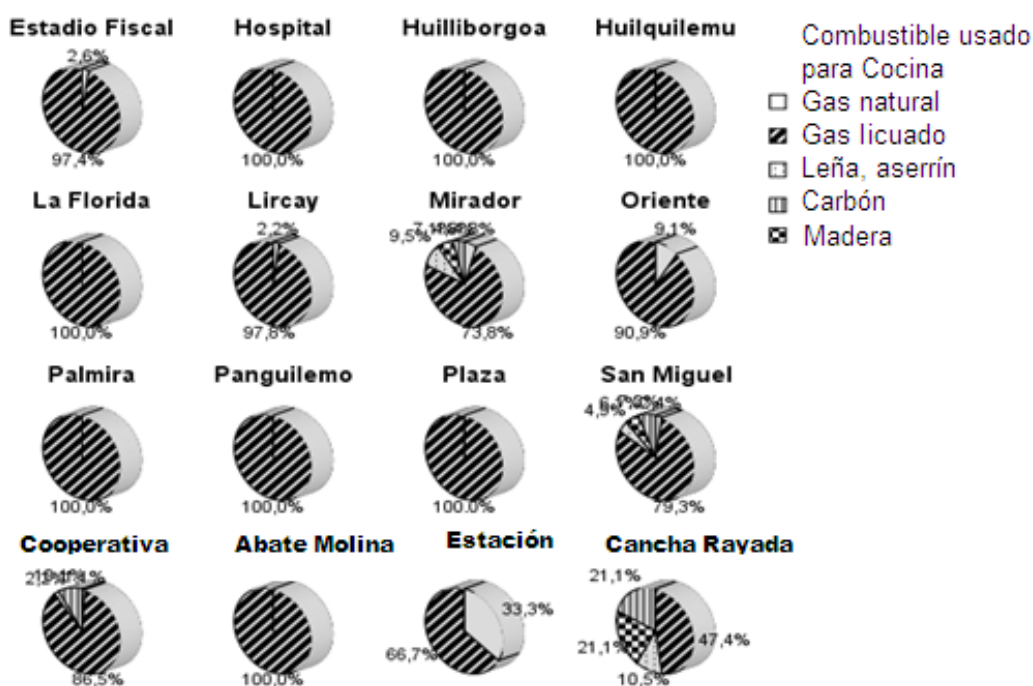 Estadio Fiscal Hospital Huilliborgoa Huilquilemu
2,6%
97,4% 100,0% 100,0% 100,0%
Combustible usado
para Cocina
Gas natural
Gas licuado
Leña, aserrín
Carbón
Madera
La Florida Lircay Mirador Oriente
2,2% 9,5% 9,1%
100,0% 97,8% 73,8% 90,9%
Palmira Panguilemo Plaza San Miguel
4,9%
100,0% 100,0% 100,0% 79,3%
Cooperativa Abate Molina Estación Cancha Rayada
21,1%
33,3%
66,7% 21,1% 47,4%
86,5% 100,0% 10,5%